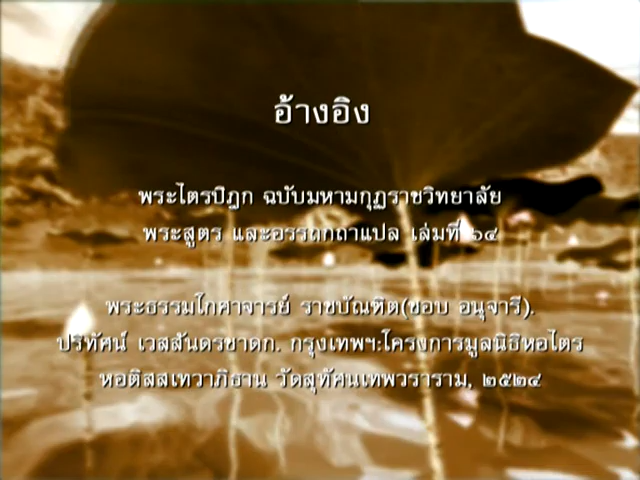 อ้างอิง
พระไตรปิฎก ฉบับมหามกุฏราชวิทยาลัย
พระสูตร และอรรถกถาแปล เล่มที่ ๖๔
พระธรรมโกศาจารย์ ราชบัณฑิต(ชอบ อนุจารี).
ปริทัศน์ เวสสันดรชาดก. กรุงเทพฯ:โครงการมูลนิธิหอไตร
หอติสสเทวาภิธาน วัดสุทัศนเทพวราราม, ๒๕๒๔